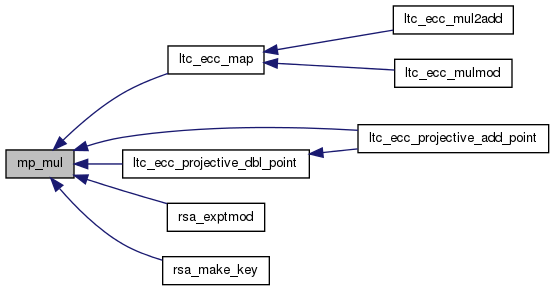 ltc_ecc_mul2add
ltc_ecc_map
ltc_ecc_mulmod
ltc_ecc_projective_add_point
mp_mul
ltc_ecc_projective_dbl_point
rsa_exptmod
rsa_make_key